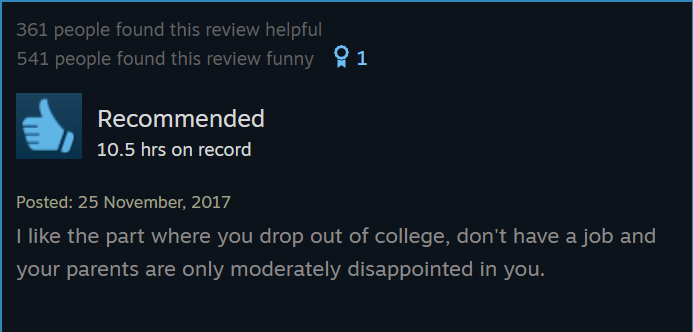 361 people found this review helpful
541 people found this review funny 1
Recommended
10.5 hrs on record
Posted: 25 November, 2017
I like the part where you drop out of college, don't have a job and
your parents are only moderately disappointed in you.